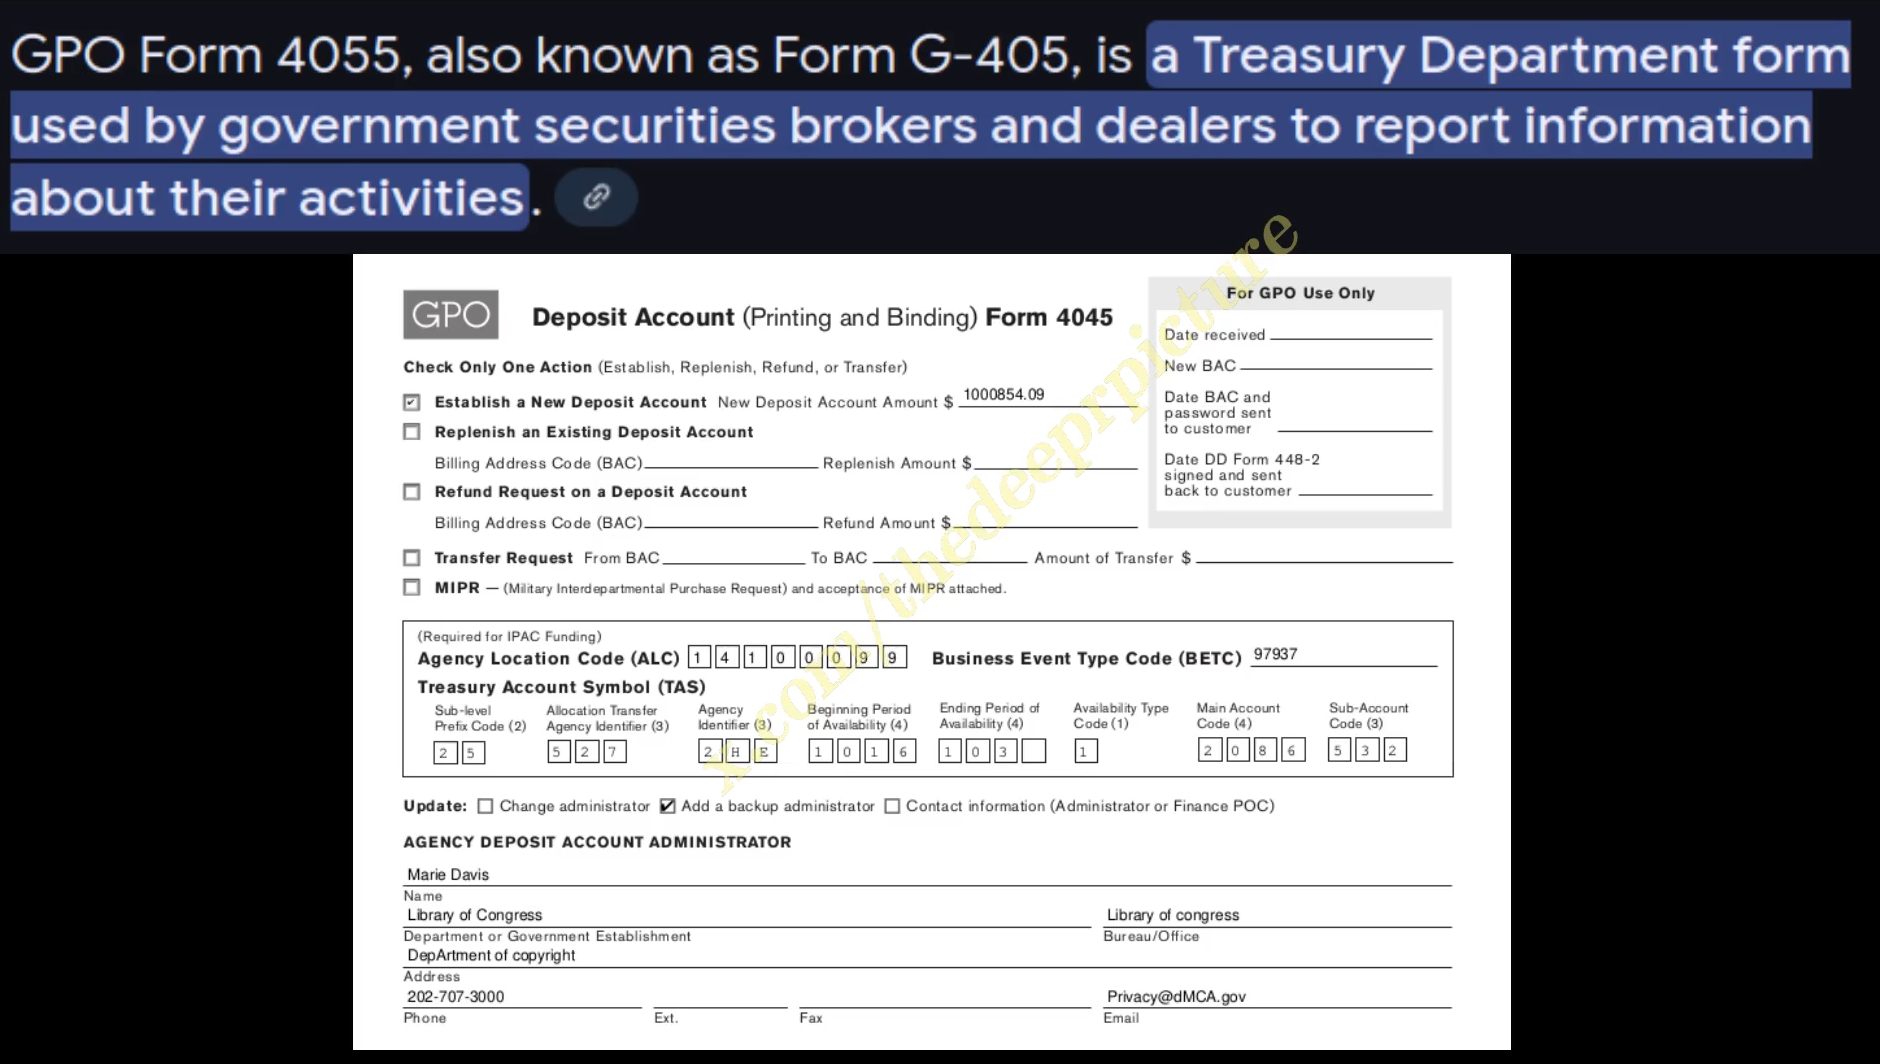 GPO Form 4055, also known as Form G-405, is a Treasury Department form
used by government securities brokers and dealers to report information
about their activities.
GPO
Deposit Account (Printing and Binding) Form 4045
For GPO Use Only
Date received
New BAC
Date BAC and
password sent
to customer
Date DD Form 448-2
signed and sent
back to customer
Check Only One Action (Establish, Replenish, Refund, or Transfer)
Establish a New Deposit Account New Deposit Account Amount $ 1000854.09
Replenish an Existing Deposit Account
Billing Address Code (BAC) Replenish Amount $
Refund Request on a Deposit Account
Billing Address Code (BAC) Refund Amount $
Transfer Request From BAC To BAC Amount of Transfer $
MIPR — (Military Interdepartmental Purchase Request) and acceptance of MIPR attached.
(Required for IPAC Funding)
Agency Location Code (ALC) 1 4 1 0 0 0 9 9 Business Event Type Code (BETC) 97937
Treasury Account Symbol (TAS)
Sub-level
Prefix Code (2)
2 5
Allocation Transfer
Agency Identifier (3)
5 2 7
Agency
Identifier (3)
2 H E
Beginning Period
of Availability (4)
1 0 1 6
Ending Period of
Availability (4)
1 0 3
Availability Type
Code (1)
1
Main Account
Code (4)
2 0 8 6
Sub-Account
Code (3)
5 3 2
Update: Change administrator Add a backup administrator Contact information (Administrator or Finance POC)
AGENCY DEPOSIT ACCOUNT ADMINISTRATOR
Marie Davis
Name
Library of Congress Library of congress
Department or Government Establishment Bureau/Office
DepArtment of copyright
Address
202-707-3000 Privacy@dMCA.gov
Phone Ext. Fax Email
x.com/thedeeprpicture